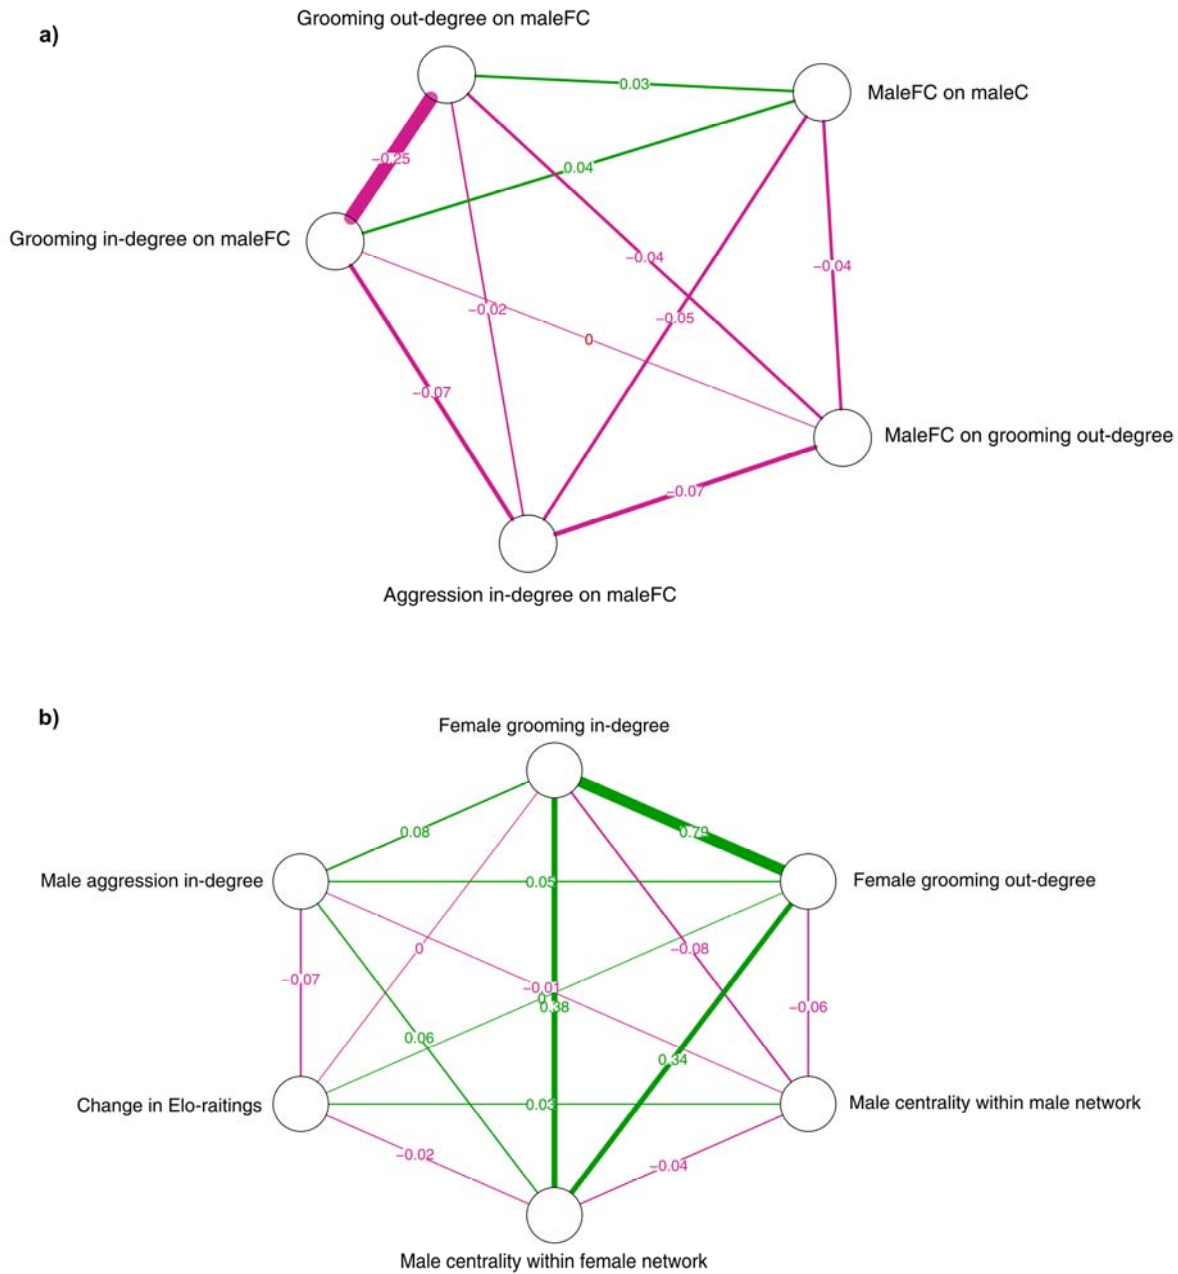 a)
Grooming out-degree on maleFC
0.03
MaleFC on maleC
−0.25
0.04
Grooming in-degree on maleFC
−0.04
−0.04
−0.02
−0.05
0
−0.07
MaleFC on grooming out-degree
−0.07
Aggression in-degree on maleFC
b)
Female grooming in-degree
0.08
0.79
Male aggression in-degree
0.05
Female grooming out-degree
0
−0.08
−0.07
−0.01
0
0.38
−0.06
0.06
0.34
Change in Elo-raitings
0.03
Male centrality within male network
−0.02
−0.04
Male centrality within female network